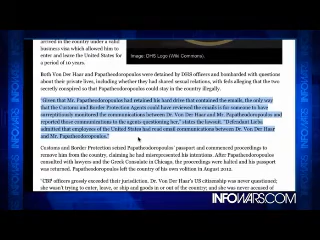 arrived in the country under a valid
business visa which allowed him to
enter and leave the United States for
a period of 10 years.
Image: DHS Logo (Wiki Commons).
Both Von Der Haar and Papatheodoropoulos were detained by DHS officers and bombarded with questions
about their private lives, including whether they had shared sexual relations, with feds alleging that the two
secretly conspired so that Papatheodoropoulos could stay in the country illegally.
"Given that Mr. Papatheodoropoulos had retained his hard drive that contained the emails, the only way
that the Customs and Border Protection Agents could have reviewed the emails is for someone to have
surreptitiously monitored the communications between Dr. Von Der Haar and Mr. Papatheodoropoulos and
reported those communications to the agents questioning her," states the lawsuit. "Defendant Lieba
admitted that employees of the United States had read email communications between Dr. Von Der Haar
and Mr. Papatheodoropoulos."
Customs and Border Protection seized Papatheodoropoulos' passport and commenced proceedings to
remove him from the country, claiming he had misrepresented his intentions. After Papatheodoropoulos
consulted with lawyers and the Greek Consulate in Chicago, the proceedings were halted and his passport
was returned. Papatheodoropoulos left the country of his own volition in August 2012.
"CBP officers grossly exceeded their jurisdiction. Dr. Von Der Haar's US citizenship was never questioned;
she wasn't trying to enter, leave, or ship goods in or out of the country; and she was never accused of
INFOWARS
INFOWARS
INFOWARS.COM